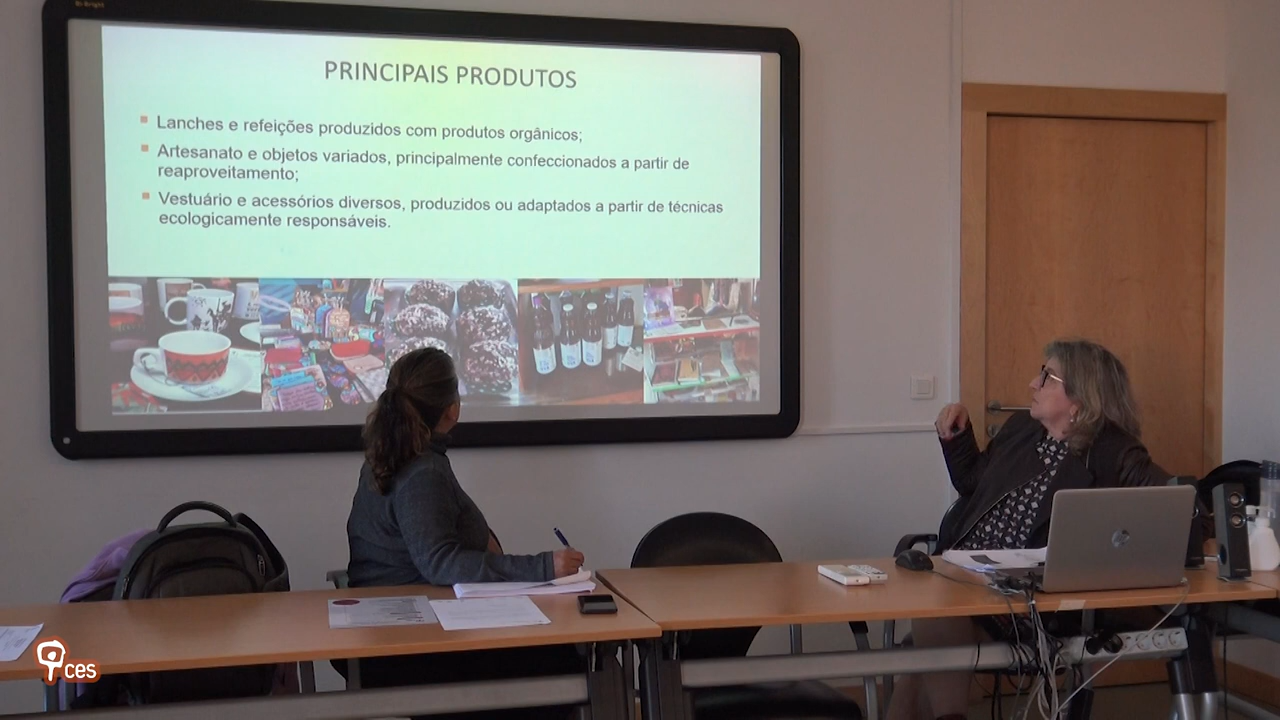 PRINCIPAIS PRODUTOS
Lanches e refeições produzidos com produtos orgânicos;
Artesanato e objetos variados, principalmente confeccionados a partir de
reaproveitamento;
Vestuário e acessórios diversos, produzidos ou adaptados a partir de técnicas
ecologicamente responsáveis.
hp
ces